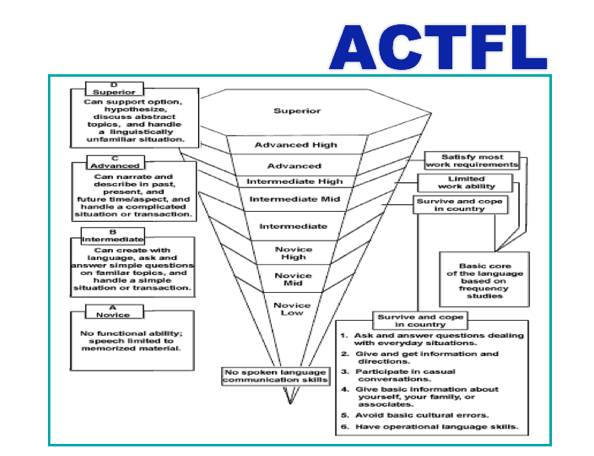 ACTFL
D
Superior
Can support option,
hypothesize,
discuss abstract
topics, and handle
a linguistically
unfamiliar situation.
C
Advanced
Can narrate and
describe in past,
present, and
future time/aspect, and
handle a complicated
situation or transaction.
B
Intermediate
Can create with
language, ask and
answer simple questions
on familar topics, and
handle a simple
situation or transaction.
A
Novice
No functional ability;
speech limited to
memorized material.
Superior
Advanced High
Advanced
Intermediate High
Intermediate Mid
Intermediate
Novice
High
Novice
Mid
Novice
Low
No spoken language
communication skills
Satisfy most
work requirements
Limited
work ability
Survive and cope
in country
Basic core
of the language
based on
frequency
studies
Survive and cope
in country
1. Ask and answer questions dealing
with everyday situations.
2. Give and get information and
directions.
3. Participate in casual
conversations.
4. Give basic information about
yourself, your family, or
associates.
5. Avoid basic cultural errors.
6. Have operational language skills.